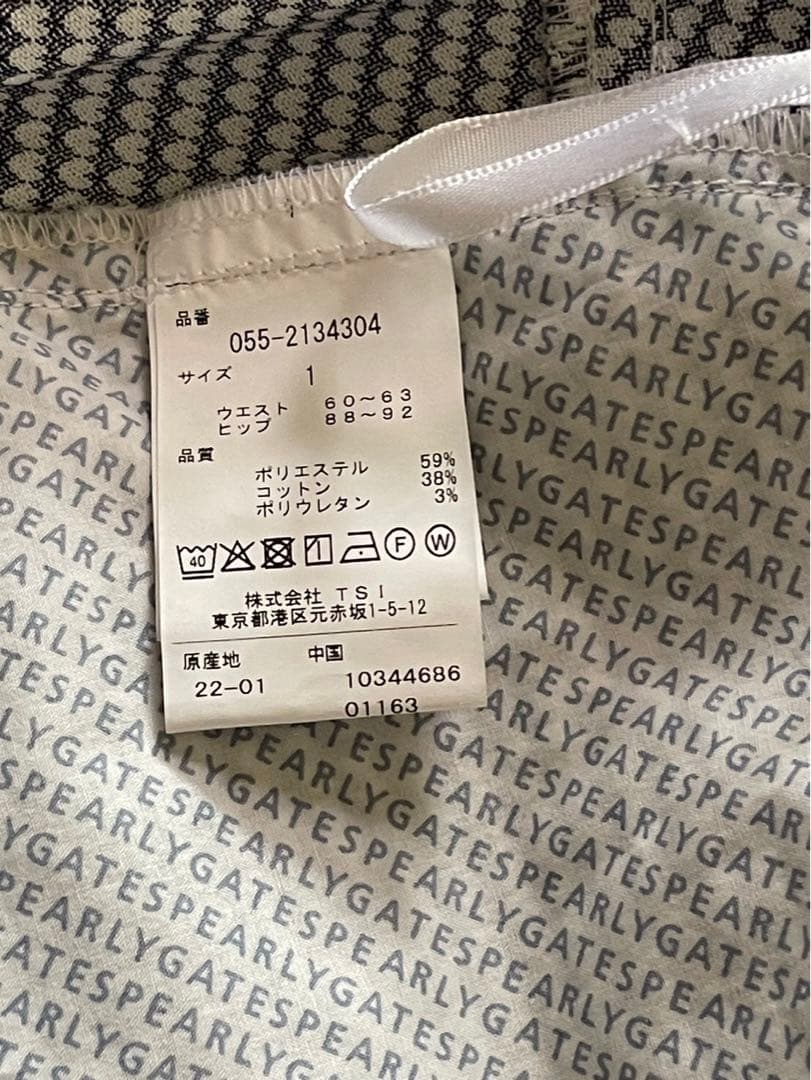 品番
055-2134304
サイズ 1
ウエスト 60～63
ヒップ 88～92
品質
ポリエステル 59%
コットン 38%
ポリウレタン 3%
40 F W
株式会社 TSI
東京都港区元赤坂1-5-12
原産地 中国
22-01 10344686
01163
PEARLYGATESPEARLYGATES